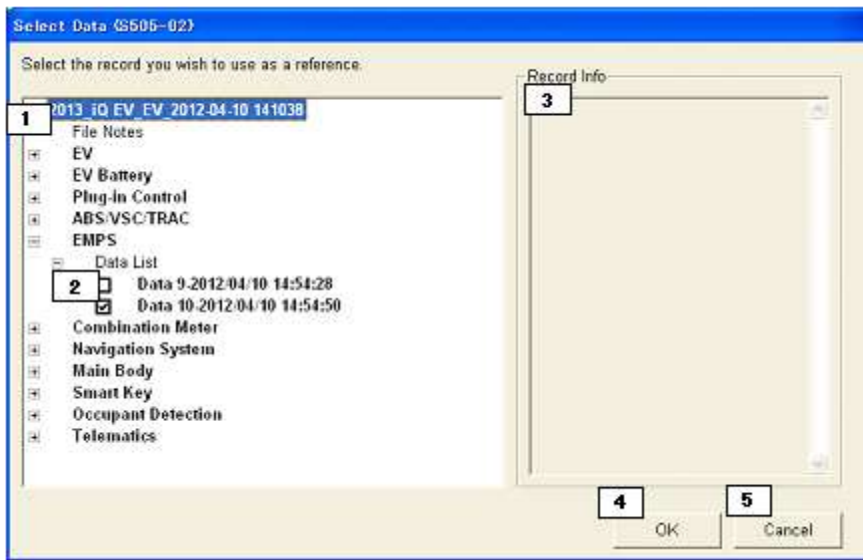 Select Data (S505-02)
Select the record you wish to use as a reference.
Record Info
1
3
2013_iQ EV_EV_2012-04-10 141038
File Notes
EV
EV Battery
Plug-in Control
ABS/VSC/TRAC
EMPS
Data List
2
Data 9-2012/04/10 14:54:28
Data 10-2012/04/10 14:54:50
Combination Meter
Navigation System
Main Body
Smart Key
Occupant Detection
Telematics
4
5
OK
Cancel